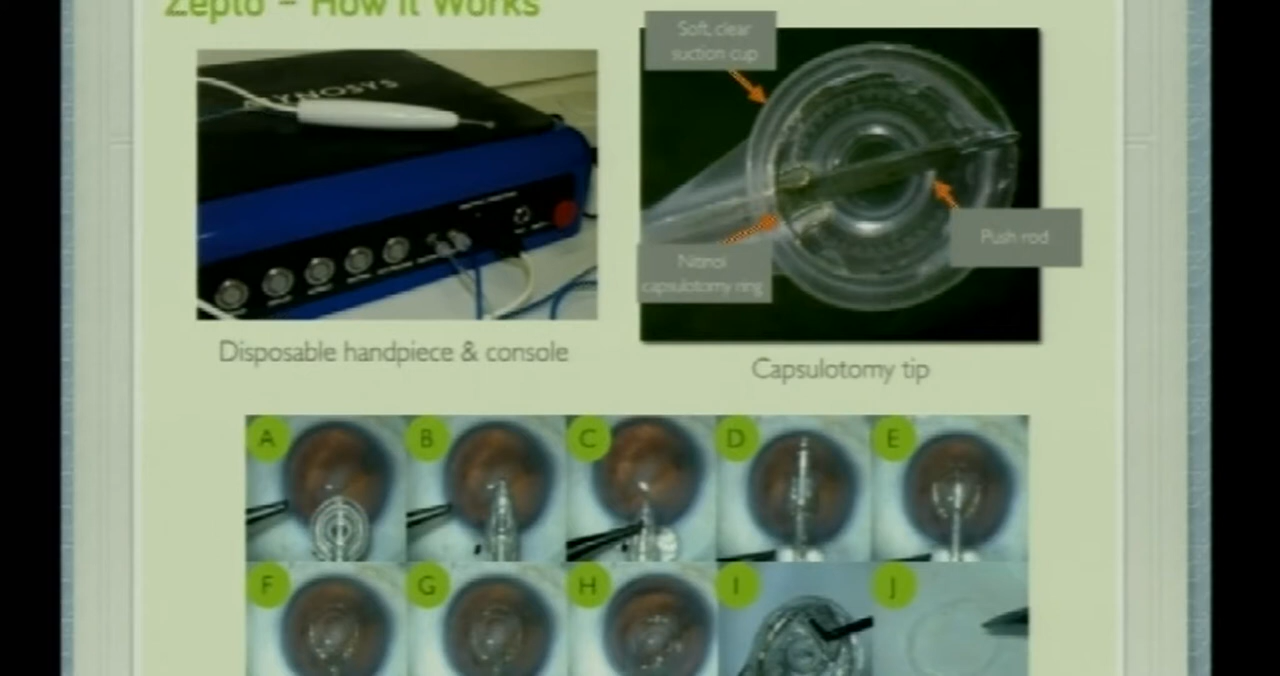 Zepto – How it Works
Soft, clear
suction cup
Push rod
Nitinol
capsulotomy ring
Disposable handpiece & console
Capsulotomy tip
A
B
C
D
E
F
G
H
I
J